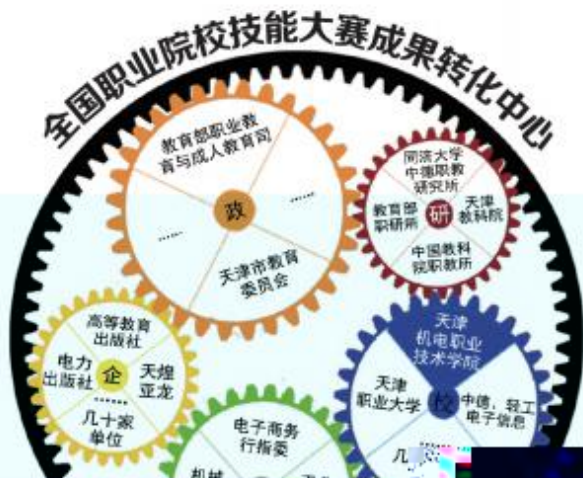 全国职业院校技能大赛成果转化中心
教育部职业教
育与成人教育司
政
……
……
天津市教育
委员会
同济大学
中德职教
研究所
教育部
职研所
研
天津
教科院
中国教科
院职教所
高等教育
出版社
电力
出版社
企
天煌
亚龙
……
几十家
单位
天津
机电职业
技术学院
天津
职业大学
校
中德，轻工
电子信息
……
电子商务
行指委
机械